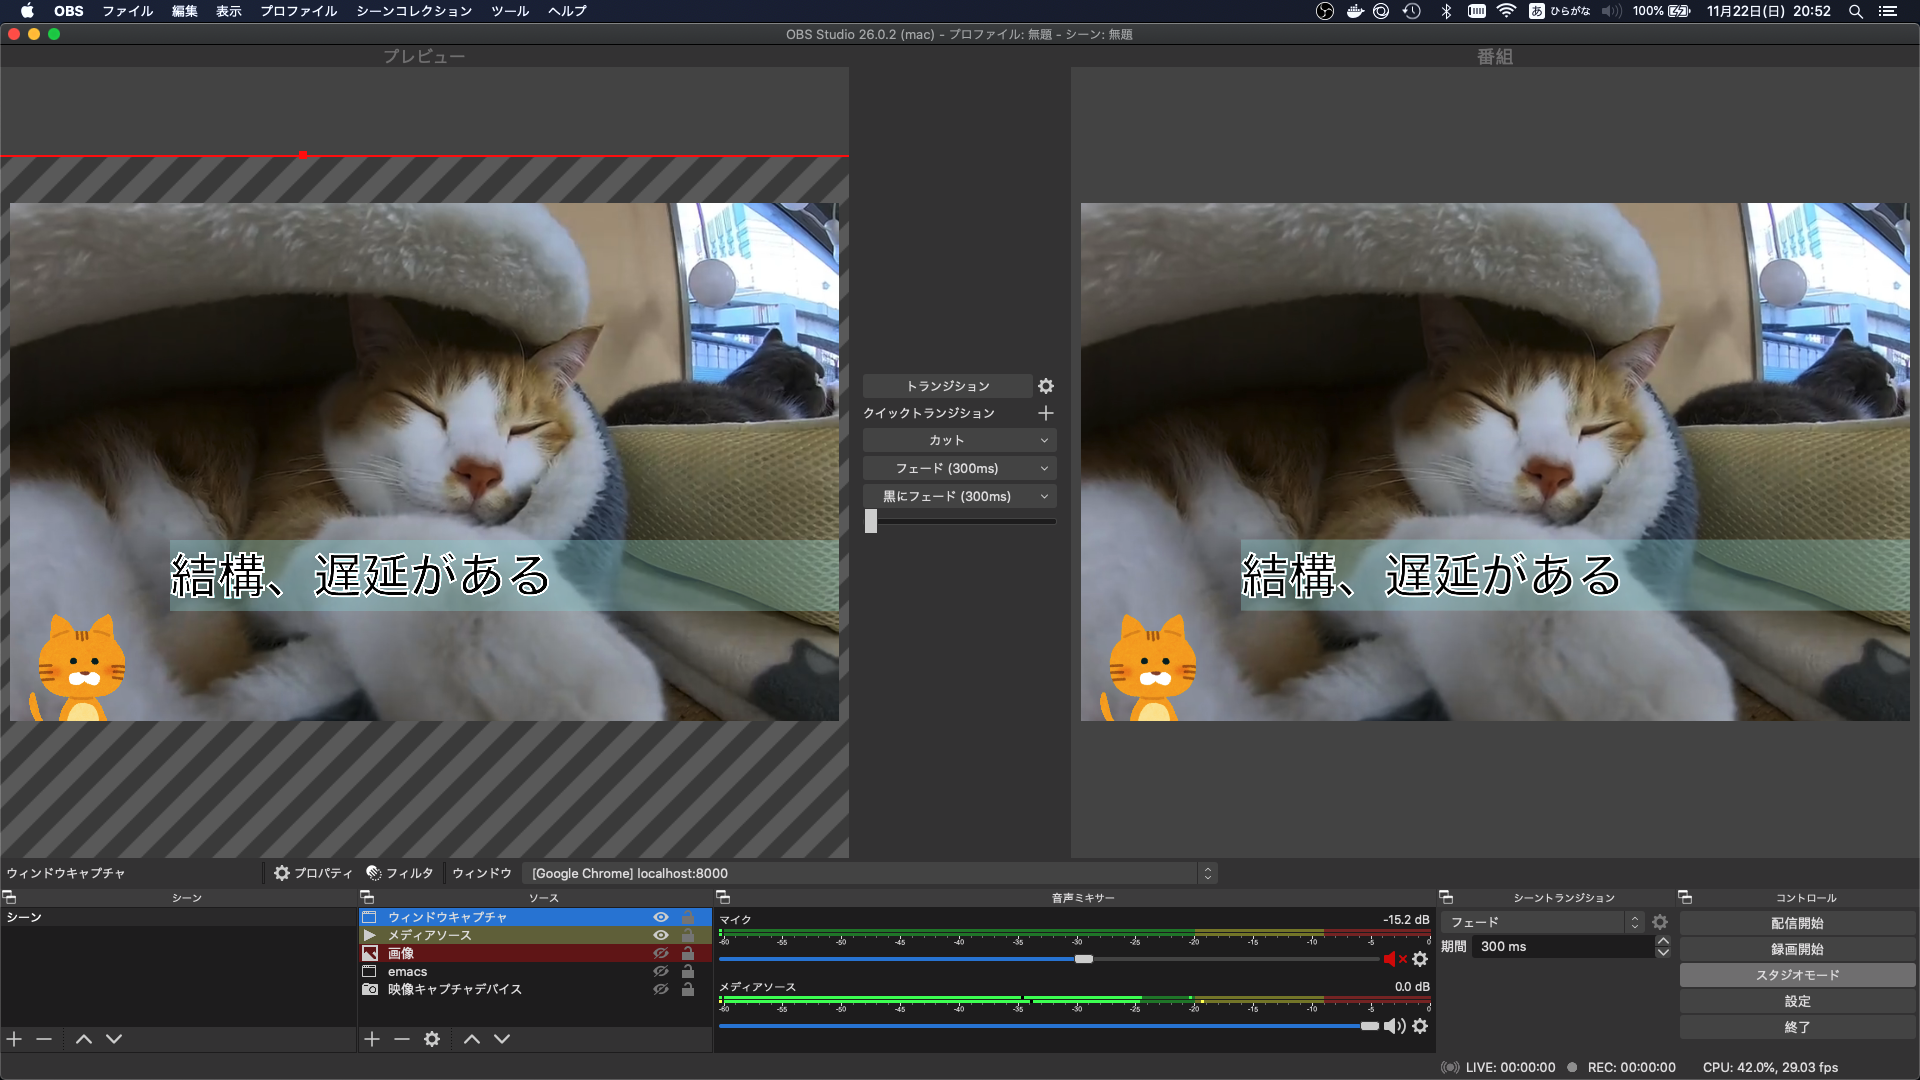 OBS ファイル 編集 表示 プロファイル シーンコレクション ツール ヘルプ
あ ひらがな 100% 11月22日(日) 20:52
OBS Studio 26.0.2 (mac) - プロファイル: 無題 - シーン: 無題
プレビュー 番組
トランジション
クイックトランジション
カット
フェード (300ms)
黒にフェード (300ms)
結構、遅延がある
結構、遅延がある
ウィンドウキャプチャ プロパティ フィルタ ウィンドウ [Google Chrome] localhost:8000
シーン ソース 音声ミキサー シーントランジション コントロール
シーン
ウィンドウキャプチャ
メディアソース
画像
emacs
映像キャプチャデバイス
マイク -15.2 dB
-60 -55 -50 -45 -40 -35 -30 -25 -20 -15 -10 -5 0
メディアソース 0.0 dB
-60 -55 -50 -45 -40 -35 -30 -25 -20 -15 -10 -5 0
フェード
期間 300 ms
配信開始
録画開始
スタジオモード
設定
終了
LIVE: 00:00:00 REC: 00:00:00 CPU: 42.0%, 29.03 fps